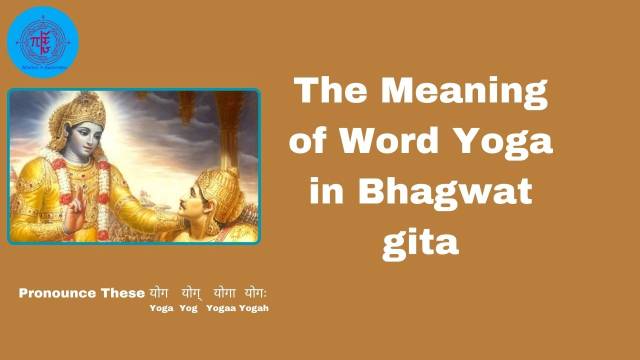 The Meaning
of Word Yoga
in Bhagwat
gita
Pronounce These योग योग् योगा योगः
Yoga Yog Yogaa Yogah